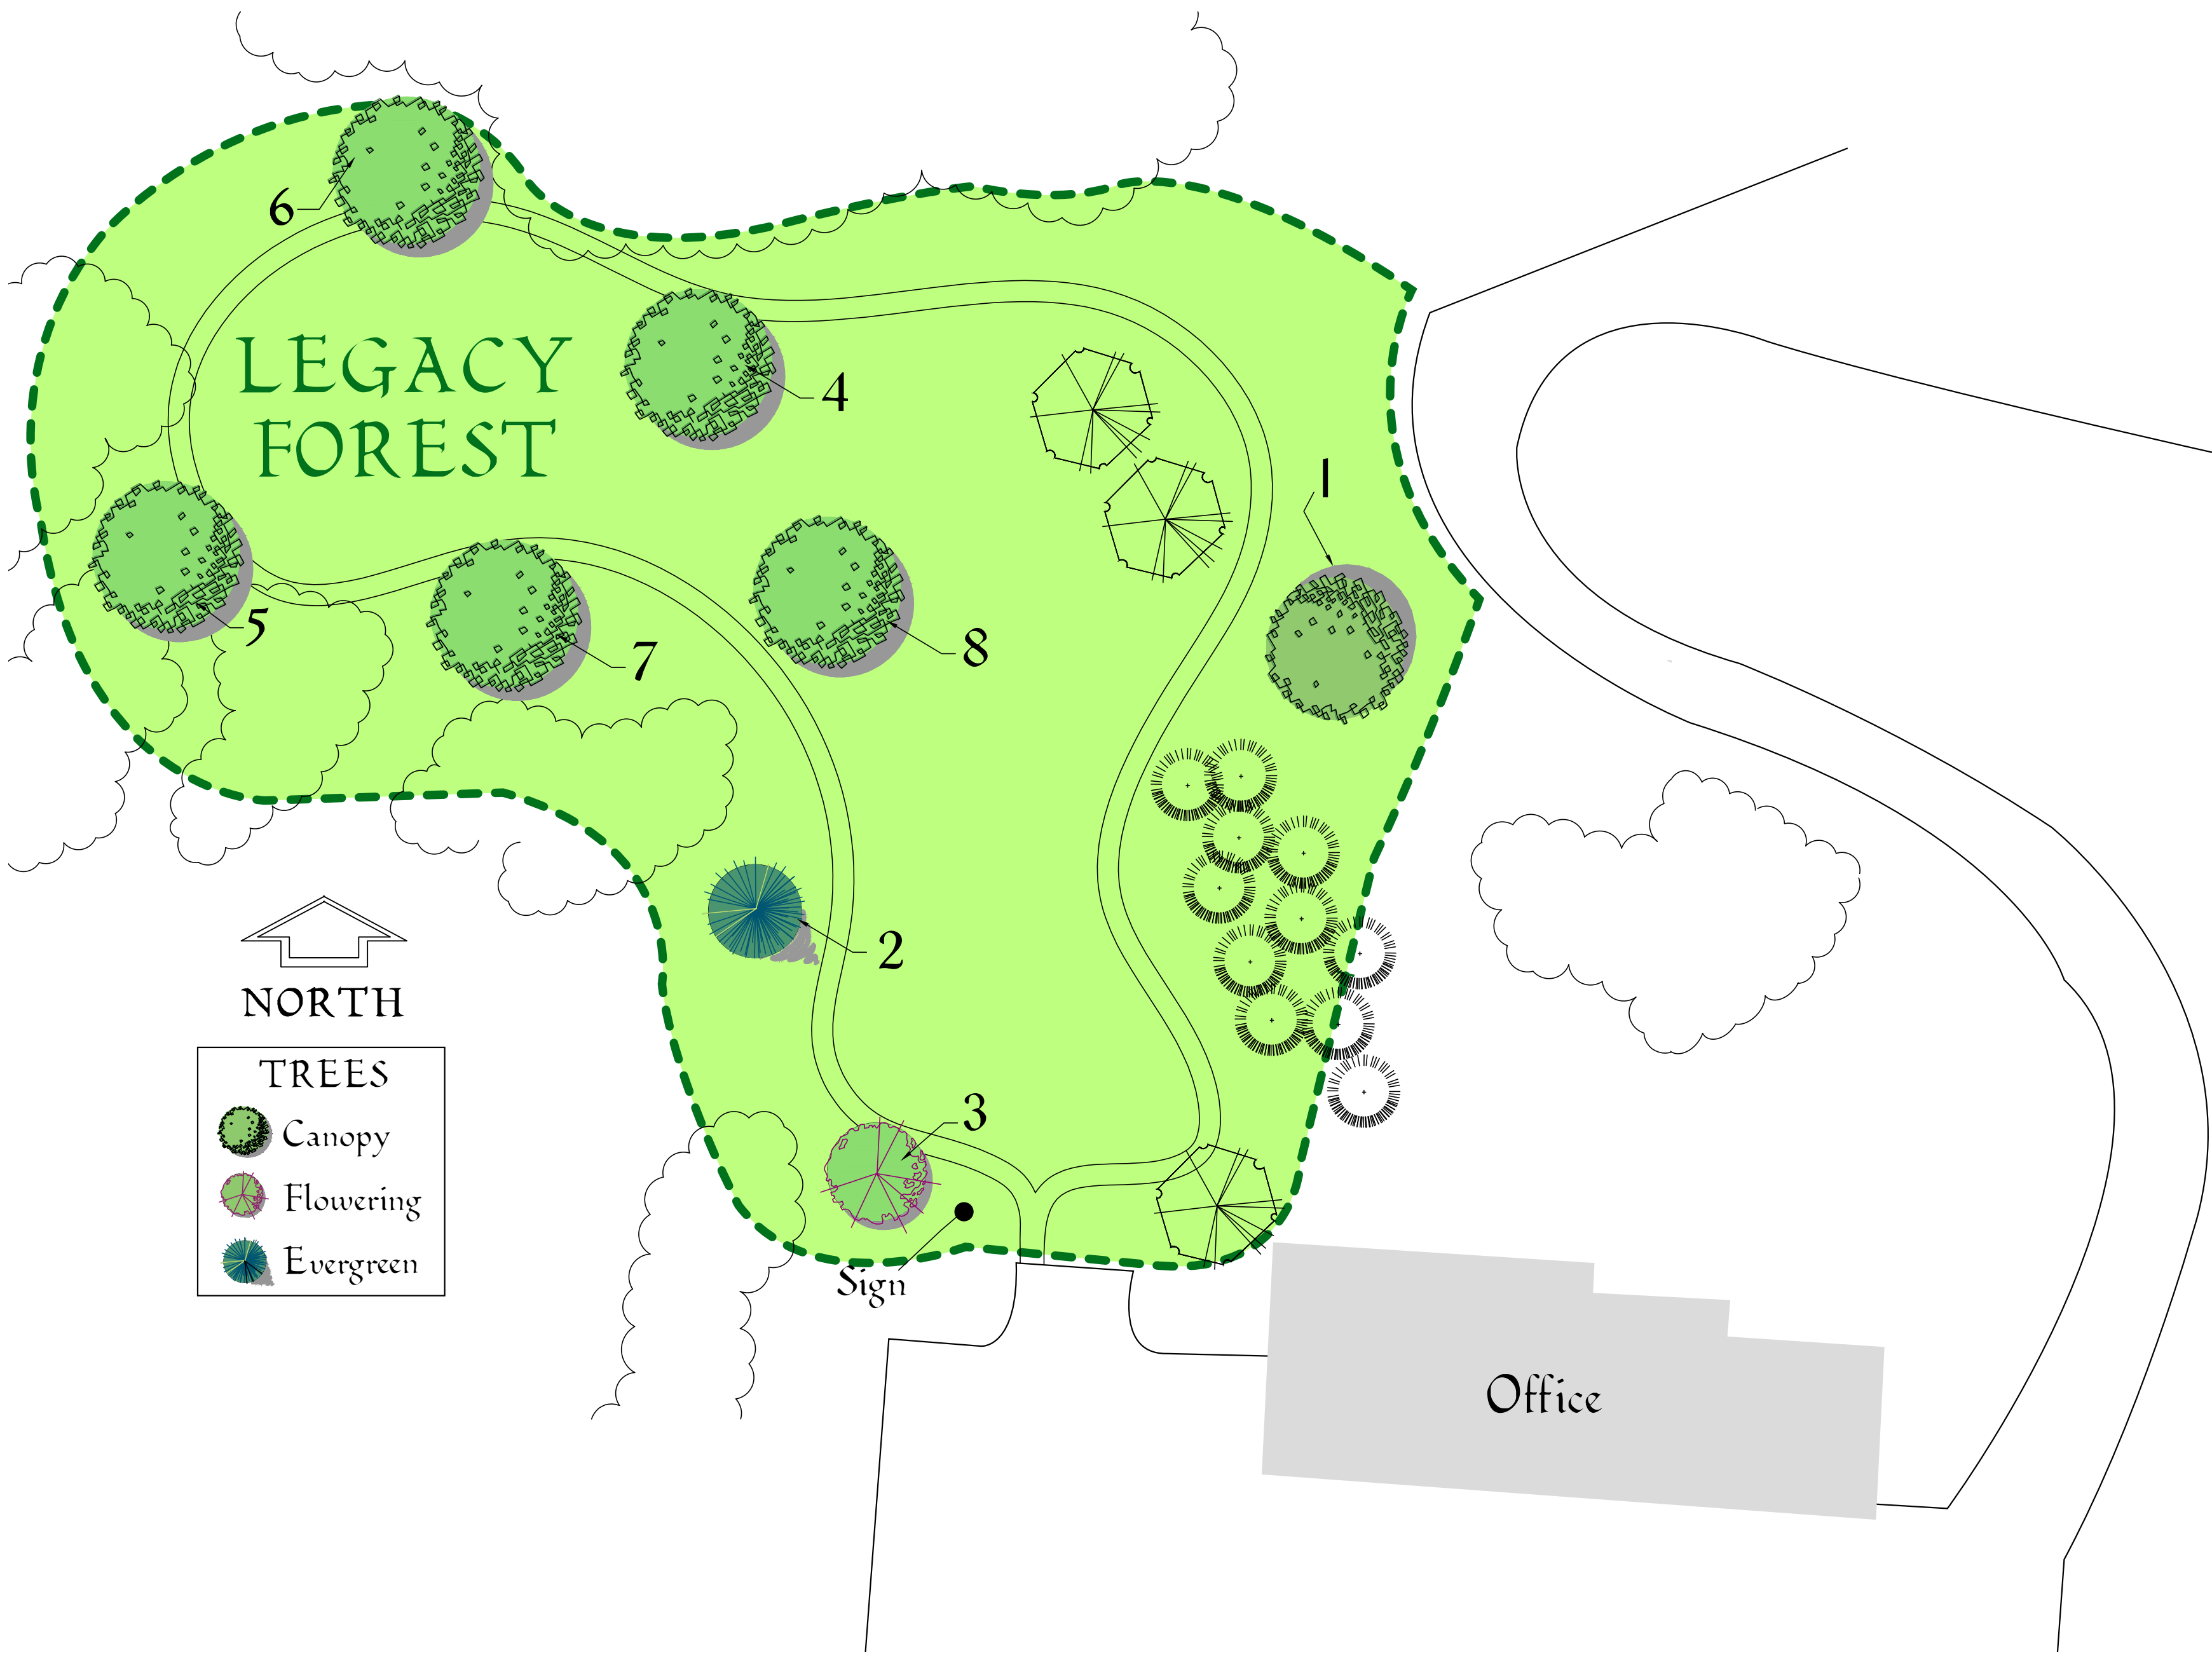 6
LEGACY
FOREST
4
1
5
7
8
2
NORTH
TREES
Canopy
Flowering
Evergreen
3
Sign
Office